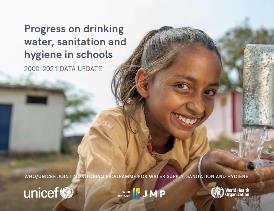 Progress on drinking
water, sanitation and
hygiene in schools
2000-2021 DATA UPDATE
WHO/UNICEF JOINT MONITORING PROGRAMME FOR WATER SUPPLY, SANITATION AND HYGIENE
unicef
JMP
World Health
Organization